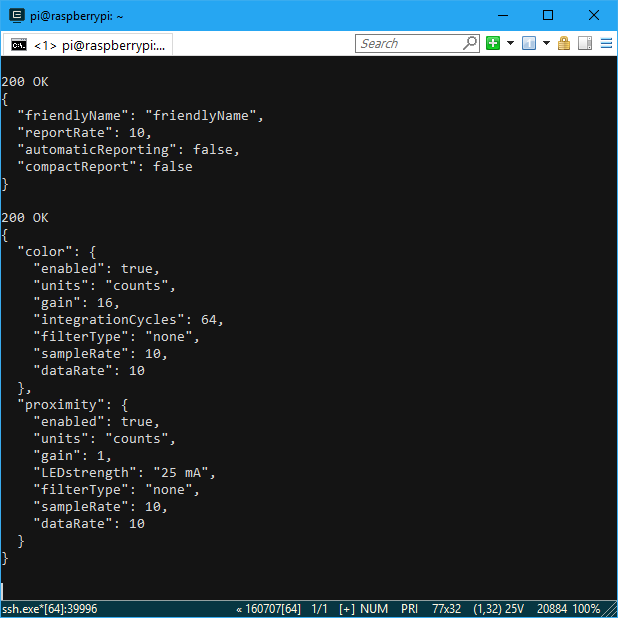 pi@raspberrypi: ~
<1> pi@raspberrypi:...
Search
200 OK
{
  "friendlyName": "friendlyName",
  "reportRate": 10,
  "automaticReporting": false,
  "compactReport": false
}
200 OK
{
  "color": {
    "enabled": true,
    "units": "counts",
    "gain": 16,
    "integrationCycles": 64,
    "filterType": "none",
    "sampleRate": 10,
    "dataRate": 10
  },
  "proximity": {
    "enabled": true,
    "units": "counts",
    "gain": 1,
    "LEDstrength": "25 mA",
    "filterType": "none",
    "sampleRate": 10,
    "dataRate": 10
  }
}
ssh.exe*[64]:39996 « 160707[64] 1/1 [+] NUM PRI 77x32 (1,32) 25V 20884 100%